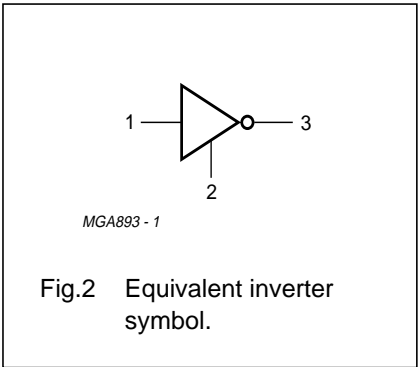 1
3
2
MGA893 - 1
Fig.2 Equivalent inverter
symbol.